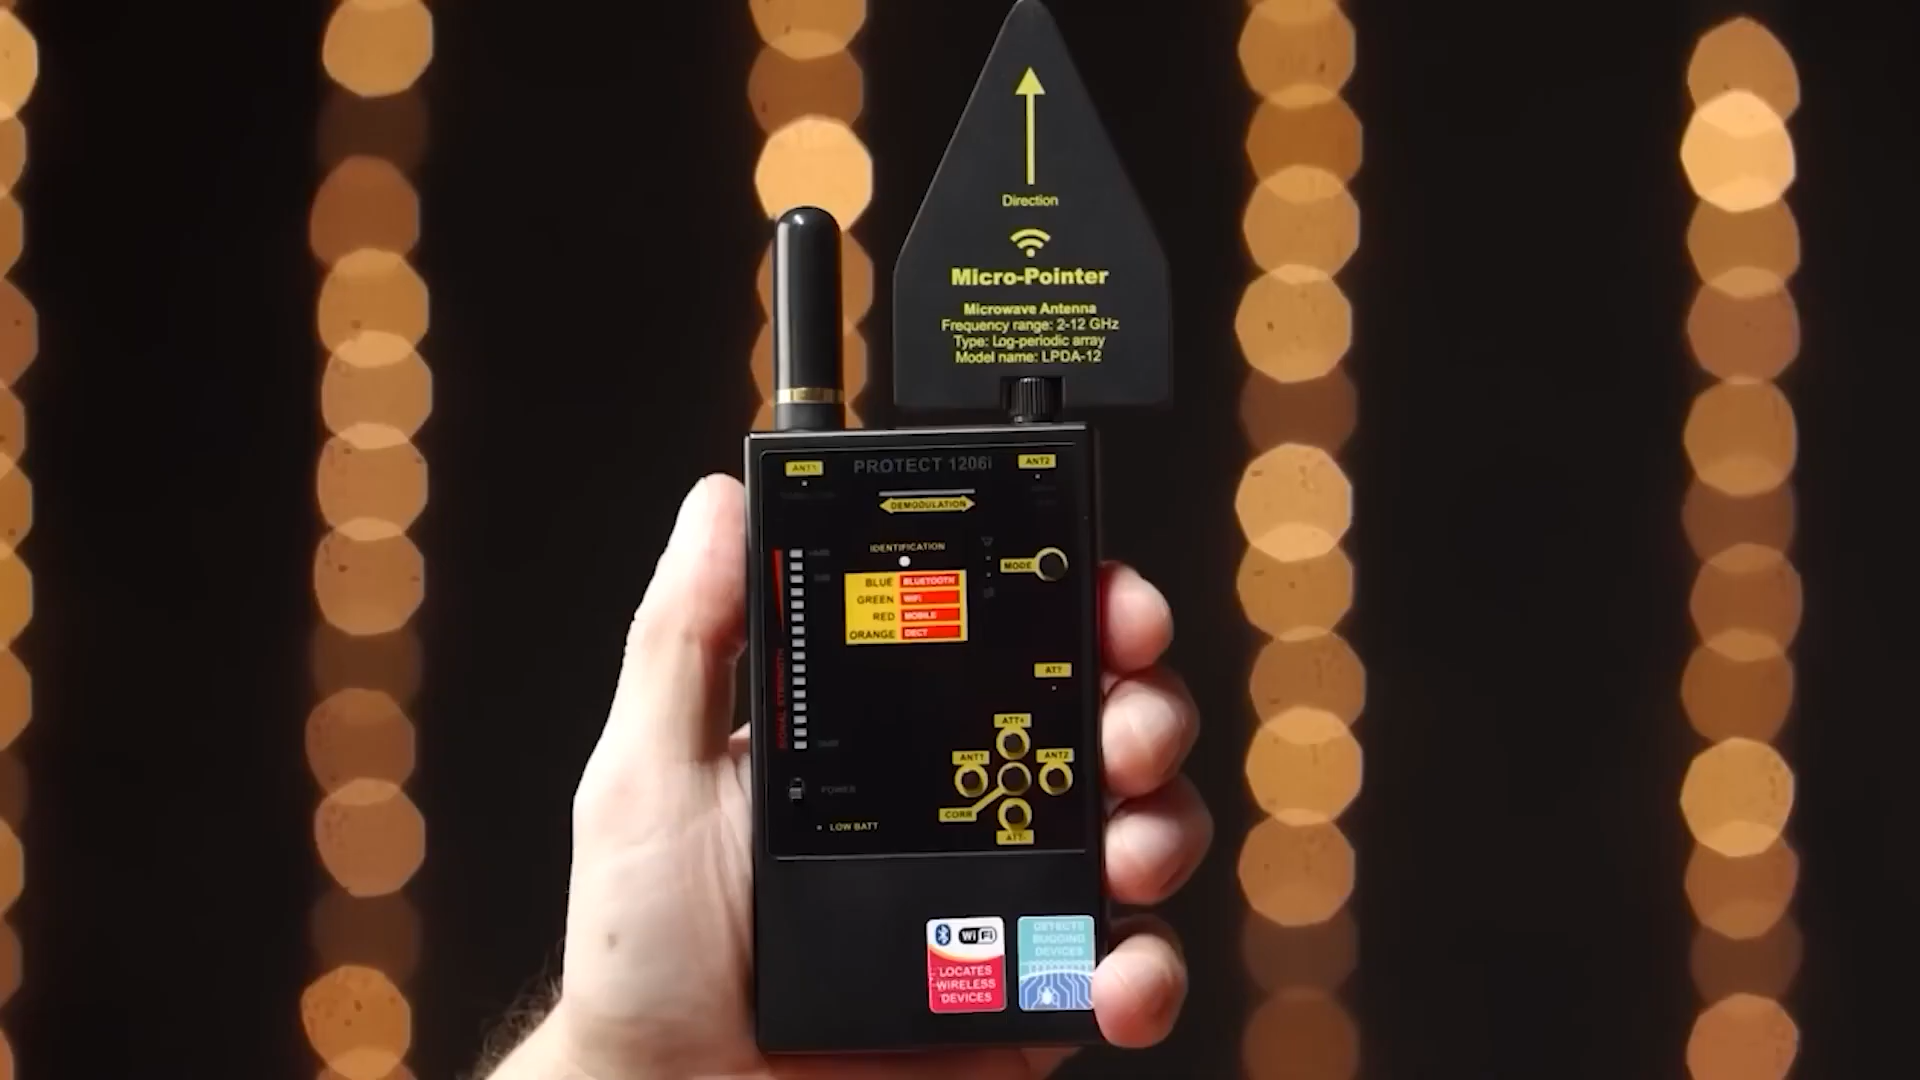 Direction
Micro-Pointer
Microwave Antenna
Frequency range: 2-12 GHz
Type: Log-periodic array
Model name: LPDA-12
ANT1
PROTECT 1206i
ANT2
DEMODULATION
IDENTIFICATION
MODE
BLUE BLUETOOTH
GREEN WiFi
RED MOBILE
ORANGE DECT
SIGNAL STRENGTH
ATT
ATT+
ANT1
ANT2
CORR
ATT-
POWER
LOW BATT
WiFi
LOCATES
WIRELESS
DEVICES
DETECTS
BUGGING
DEVICES